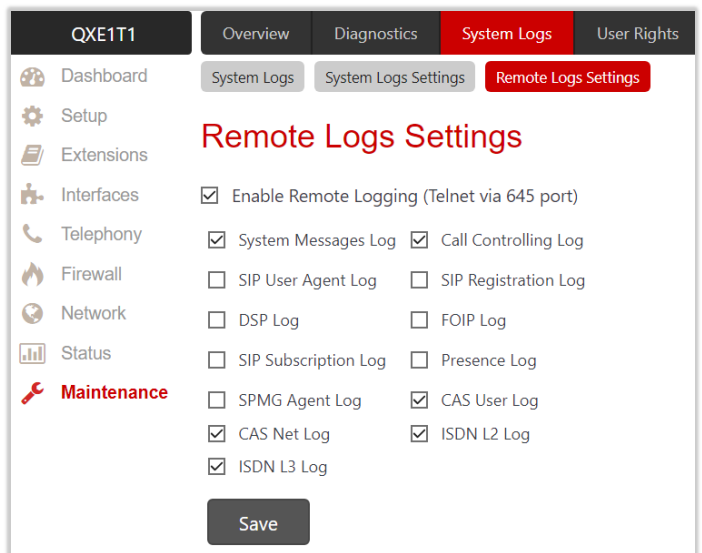 QXE1T1
Overview Diagnostics System Logs User Rights
Dashboard
Setup
Extensions
Interfaces
Telephony
Firewall
Network
Status
Maintenance
System Logs System Logs Settings Remote Logs Settings
Remote Logs Settings
Enable Remote Logging (Telnet via 645 port)
System Messages Log Call Controlling Log
SIP User Agent Log SIP Registration Log
DSP Log FOIP Log
SIP Subscription Log Presence Log
SPMG Agent Log CAS User Log
CAS Net Log ISDN L2 Log
ISDN L3 Log
Save